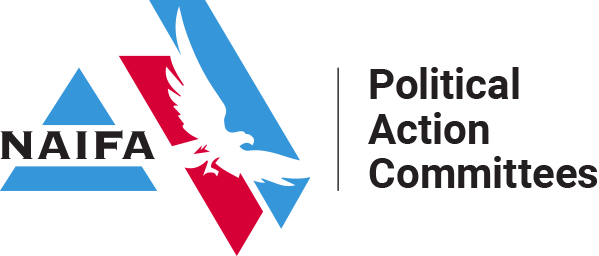 NAIFA
Political
Action
Committees